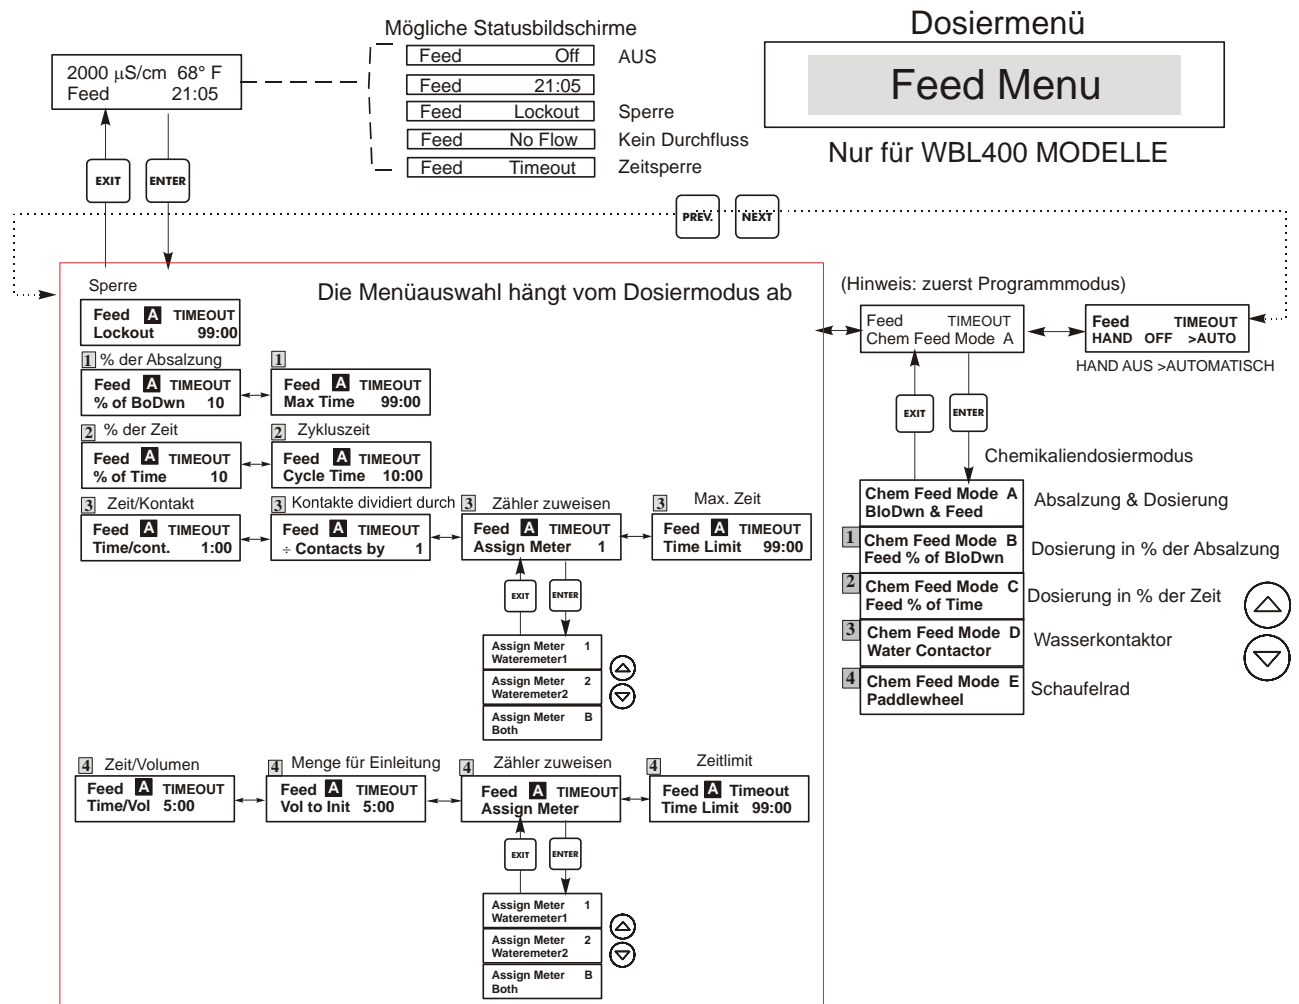 Mögliche Statusbildschirme
Dosiermenü
2000 µS/cm 68° F
Feed 21:05
Feed Off AUS
Feed 21:05
Feed Lockout Sperre
Feed No Flow Kein Durchfluss
Feed Timeout Zeitsperre
Feed Menu
Nur für WBL400 MODELLE
EXIT ENTER
PREV. NEXT
Sperre
Die Menüauswahl hängt vom Dosiermodus ab
Feed A TIMEOUT
Lockout 99:00
1 % der Absalzung
Feed A TIMEOUT
% of BoDwn 10
1
Feed A TIMEOUT
Max Time 99:00
2 % der Zeit
Feed A TIMEOUT
% of Time 10
2 Zykluszeit
Feed A TIMEOUT
Cycle Time 10:00
3 Zeit/Kontakt
Feed A TIMEOUT
Time/cont. 1:00
3 Kontakte dividiert durch
Feed A TIMEOUT
÷ Contacts by 1
3 Zähler zuweisen
Feed A TIMEOUT
Assign Meter 1
3 Max. Zeit
Feed A TIMEOUT
Time Limit 99:00
EXIT ENTER
Assign Meter 1
Wateremeter1
Assign Meter 2
Wateremeter2
Assign Meter B
Both
4 Zeit/Volumen
Feed A TIMEOUT
Time/Vol 5:00
4 Menge für Einleitung
Feed A TIMEOUT
Vol to Init 5:00
4 Zähler zuweisen
Feed A TIMEOUT
Assign Meter
4 Zeitlimit
Feed A Timeout
Time Limit 99:00
EXIT ENTER
Assign Meter 1
Wateremeter1
Assign Meter 2
Wateremeter2
Assign Meter B
Both
(Hinweis: zuerst Programmmodus)
Feed TIMEOUT
Chem Feed Mode A
Feed TIMEOUT
HAND OFF >AUTO
HAND AUS >AUTOMATISCH
EXIT ENTER
Chemikaliendosiermodus
Chem Feed Mode A
BloDwn & Feed
Absalzung & Dosierung
1 Chem Feed Mode B
Feed % of BloDwn
Dosierung in % der Absalzung
2 Chem Feed Mode C
Feed % of Time
Dosierung in % der Zeit
3 Chem Feed Mode D
Water Contactor
Wasserkontaktor
4 Chem Feed Mode E
Paddlewheel
Schaufelrad